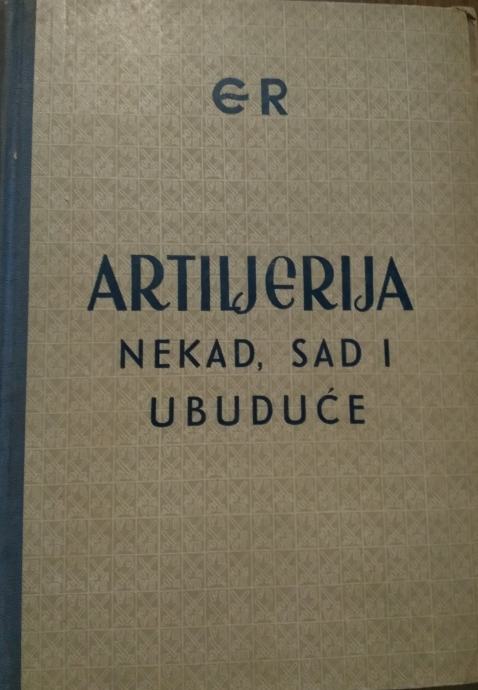 ER
ARTILJERIJA
NEKAD, SAD I
UBUDUĆE